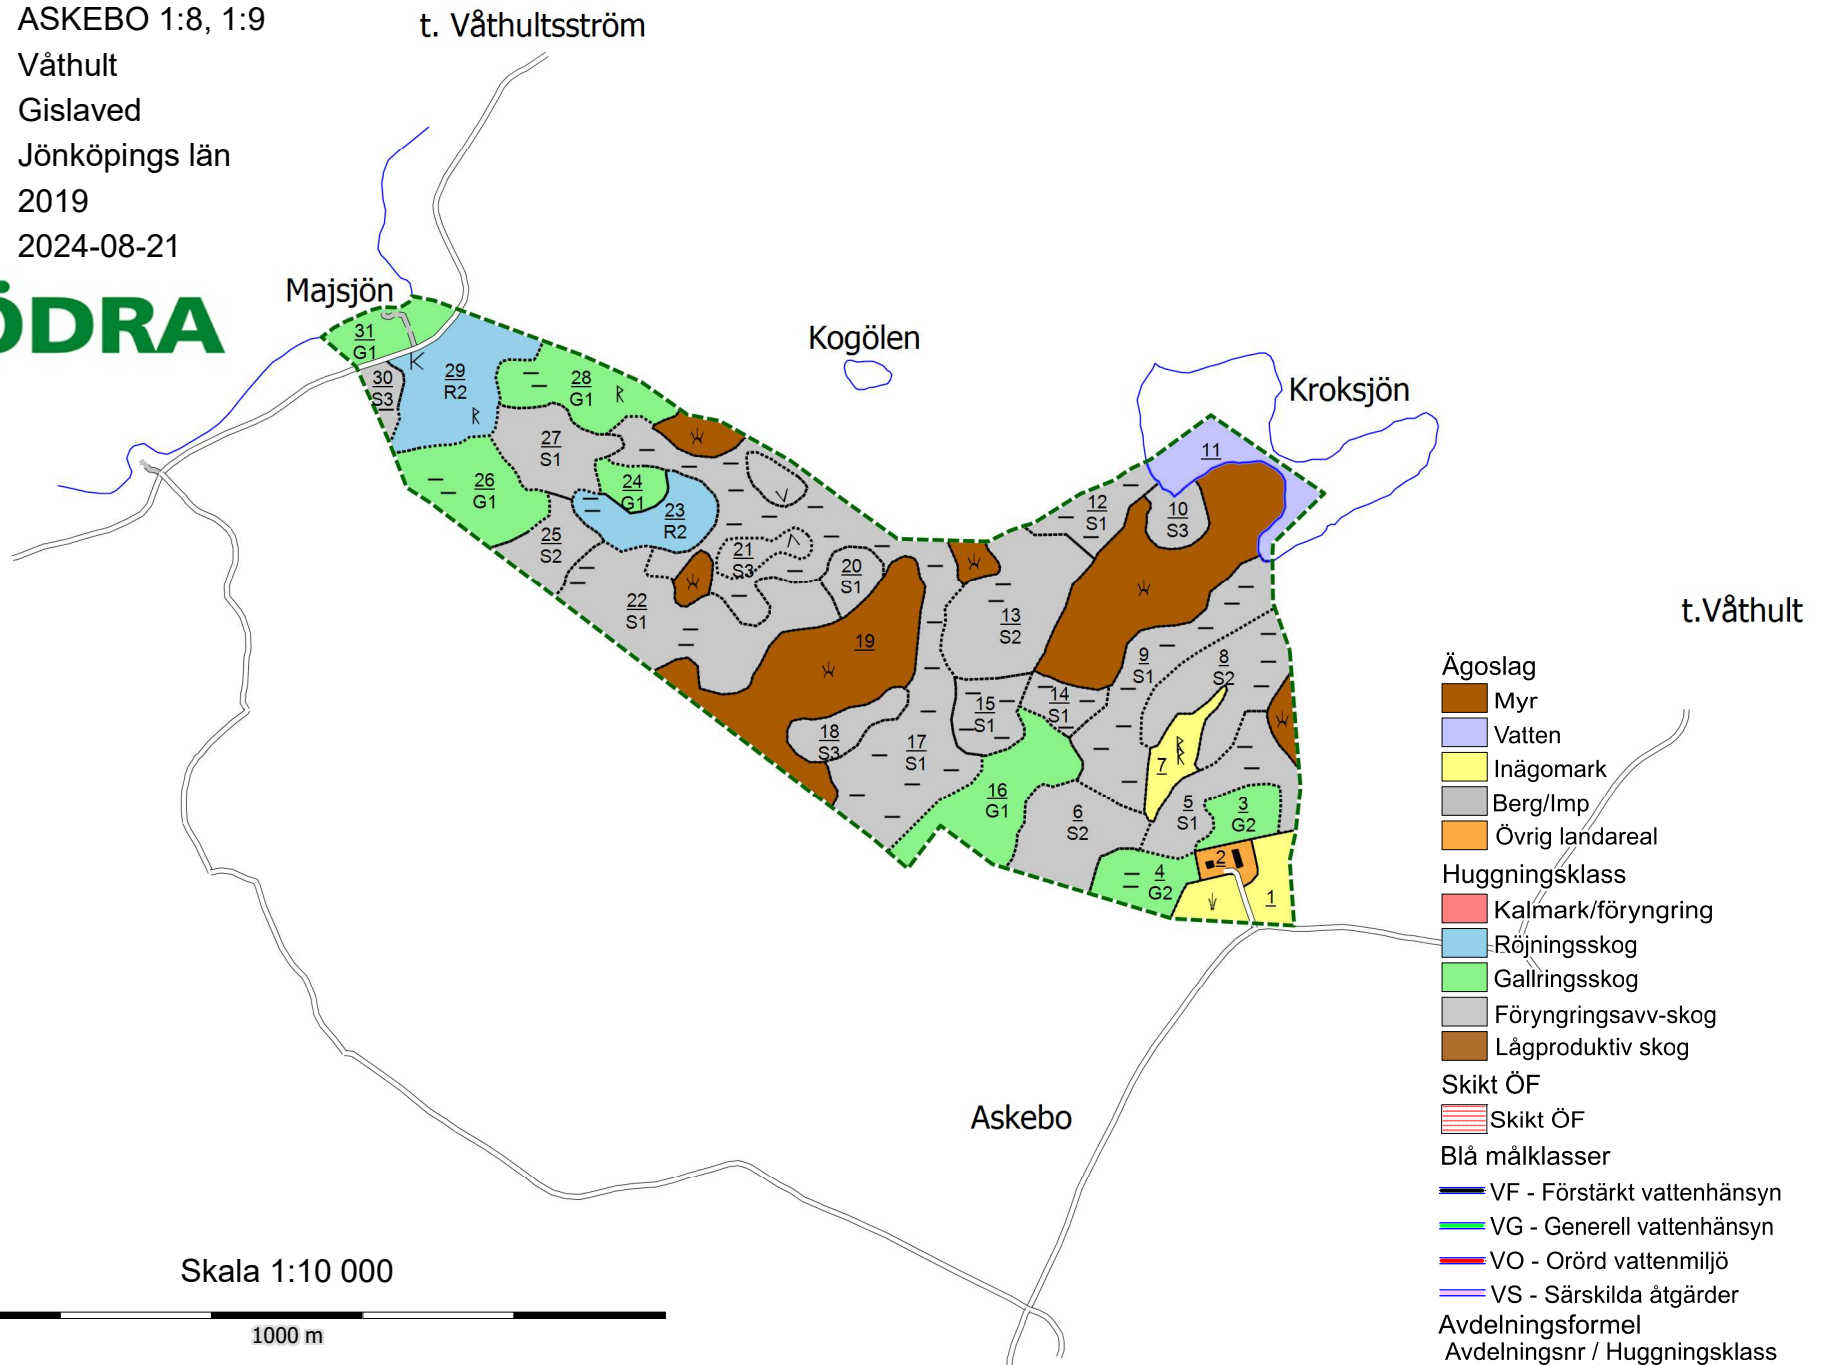 ASKEBO 1:8, 1:9
Våthult
Gislaved
Jönköpings län
2019
2024-08-21
ÖDRA
t. Våthultsström
Majsjön
Kogölen
Kroksjön
t.Våthult
Askebo
31
G1
30
S3
29
R2
28
G1
27
S1
26
G1
25
S2
24
G1
23
R2
22
S1
21
S3
20
S1
19
18
S3
17
S1
16
G1
15
S1
14
S1
13
S2
12
S1
11
10
S3
9
S1
8
S2
7
6
S2
5
S1
4
G2
3
G2
2
1
Ägoslag
Myr
Vatten
Inägomark
Berg/Imp
Övrig landareal
Huggningsklass
Kalmark/föryngring
Röjningsskog
Gallringsskog
Föryngringsavv-skog
Lågproduktiv skog
Skikt ÖF
Skikt ÖF
Blå målklasser
VF - Förstärkt vattenhänsyn
VG - Generell vattenhänsyn
VO - Orörd vattenmiljö
VS - Särskilda åtgärder
Avdelningsformel
Avdelningsnr / Huggningsklass
Skala 1:10 000
1000 m